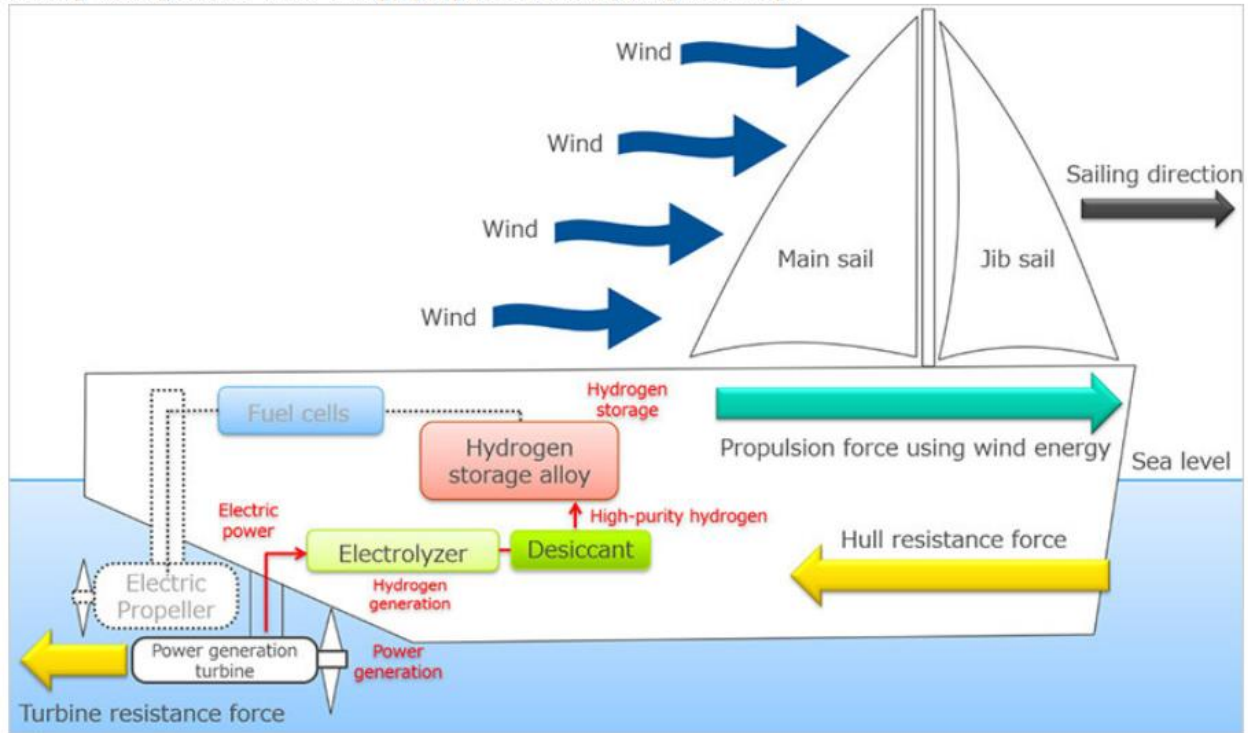 Wind
Wind
Sailing direction
Wind
Main sail
Jib sail
Wind
Fuel cells
Hydrogen
storage
Hydrogen
storage alloy
Propulsion force using wind energy
Sea level
Electric
power
High-purity hydrogen
Electrolyzer
Desiccant
Hull resistance force
Hydrogen
generation
Electric
Propeller
Power generation
turbine
Power
generation
Turbine resistance force